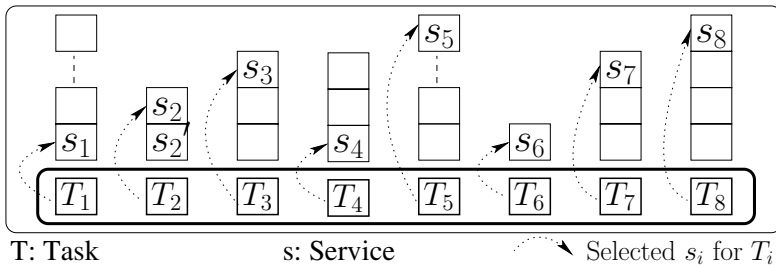 s5 s8
s3 s7
s2
s1 s2' s4 s6
T1 T2 T3 T4 T5 T6 T7 T8
T: Task s: Service Selected si for Ti